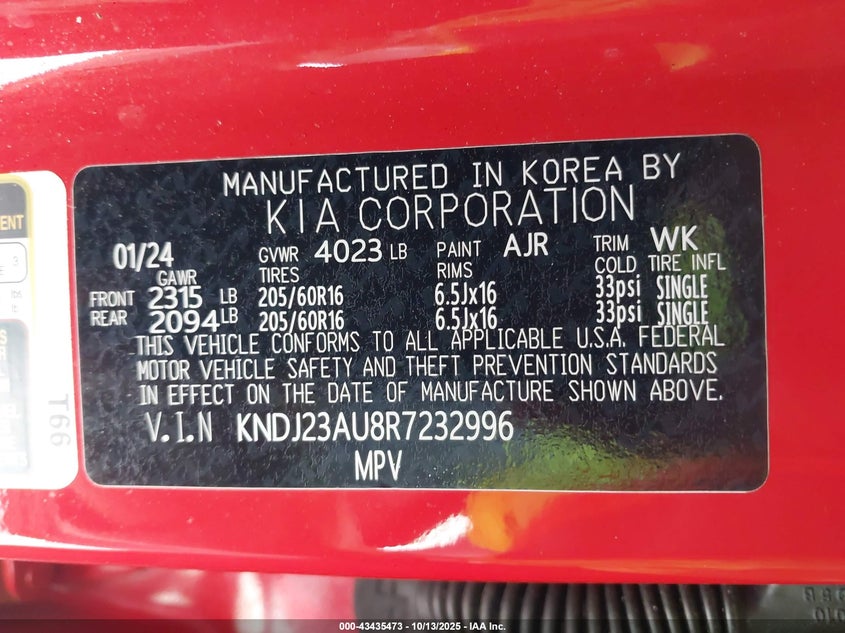 MANUFACTURED IN KOREA BY
KIA CORPORATION
01/24 GVWR 4023 LB PAINT AJR TRIM WK
GAWR TIRES RIMS COLD TIRE INFL
FRONT 2315 LB 205/60R16 6.5Jx16 33psi SINGLE
REAR 2094 LB 205/60R16 6.5Jx16 33psi SINGLE
THIS VEHICLE CONFORMS TO ALL APPLICABLE U.S.A. FEDERAL
MOTOR VEHICLE SAFETY AND THEFT PREVENTION STANDARDS
IN EFFECT ON THE DATE OF MANUFACTURE SHOWN ABOVE.
V.I.N KNDJ23AU8R7232996
MPV
T66
000-43435473 - 10/13/2025 - IAA Inc.